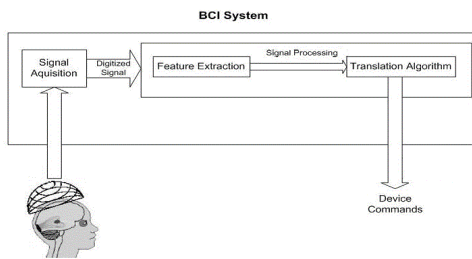 BCI System
Signal
Aquisition
Digitized
Signal
Feature Extraction
Signal Processing
Translation Algorithm
Device
Commands